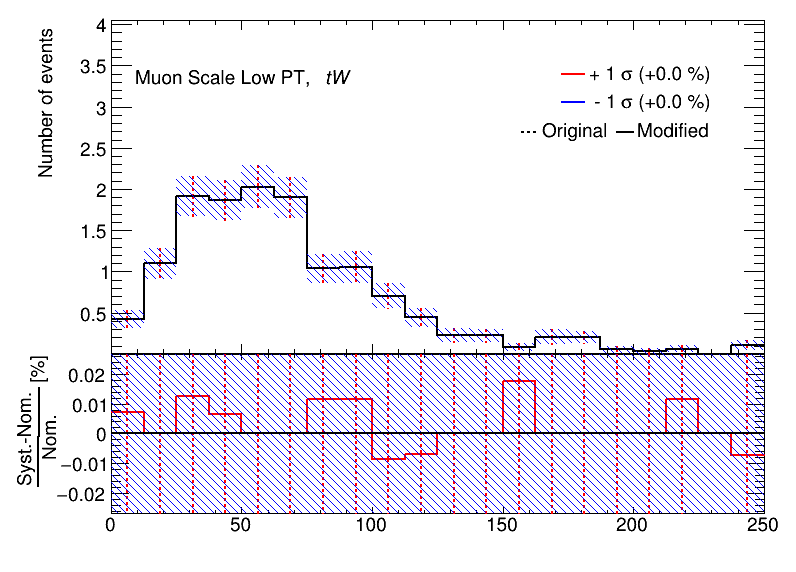 Number of events
4
3.5
3
2.5
2
1.5
1
0.5
Muon Scale Low PT, tW
+ 1 σ (+0.0 %)
- 1 σ (+0.0 %)
Original Modified
Syst.-Nom. [%]
Nom.
0.02
0.01
0
−0.01
−0.02
0 50 100 150 200 250